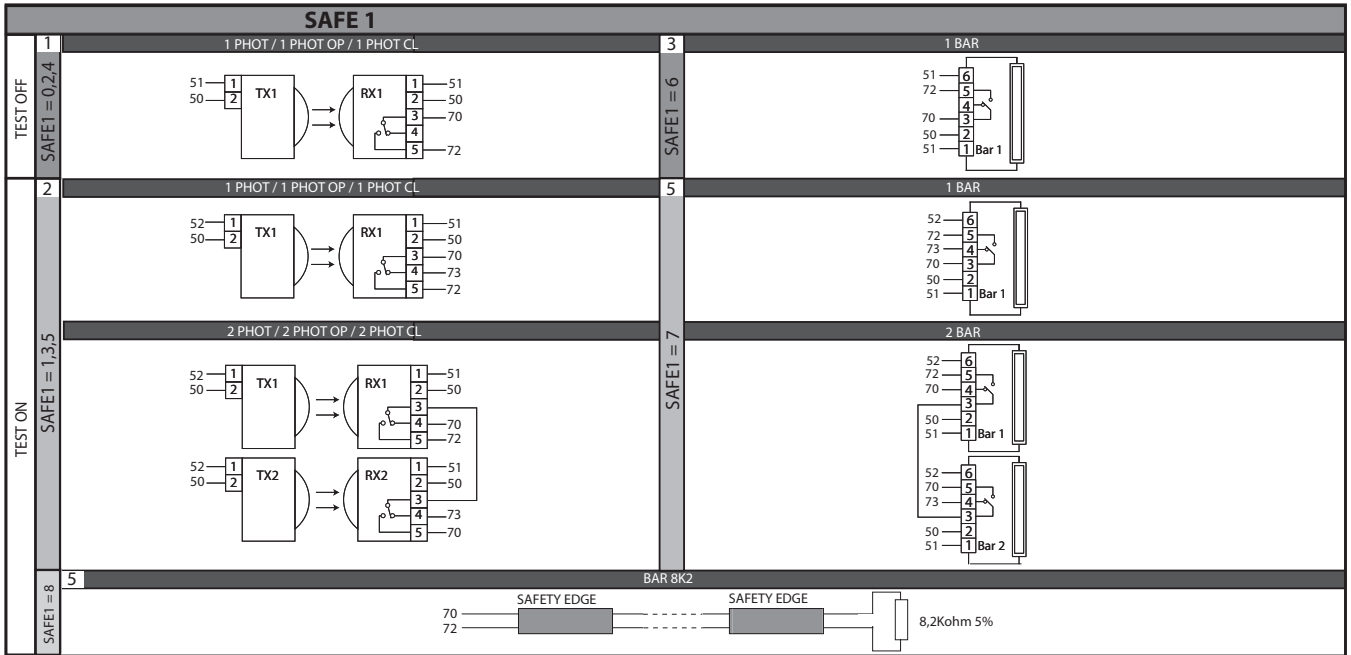 SAFE 1
TEST OFF
SAFE1 = 0,2,4
1
1 PHOT / 1 PHOT OP / 1 PHOT CL
51 1
50 2
TX1
RX1
1 51
2 50
3 70
4
5 72
SAFE1 = 6
3
1 BAR
51 6
72 5
4
70 3
50 2
51 1 Bar 1
TEST ON
SAFE1 = 1,3,5
2
1 PHOT / 1 PHOT OP / 1 PHOT CL
52 1
50 2
TX1
RX1
1 51
2 50
3 70
4 73
5 72
2 PHOT / 2 PHOT OP / 2 PHOT CL
52 1
50 2
TX1
RX1
1 51
2 50
3
4 70
5 72
52 1
50 2
TX2
RX2
1 51
2 50
3
4 73
5 70
SAFE1 = 7
5
1 BAR
52 6
72 5
73 4
70 3
50 2
51 1 Bar 1
2 BAR
52 6
72 5
70 4
3
50 2
51 1 Bar 1
52 6
70 5
73 4
3
50 2
51 1 Bar 2
SAFE1 = 8
5
BAR 8K2
70
72
SAFETY EDGE
SAFETY EDGE
8,2Kohm 5%